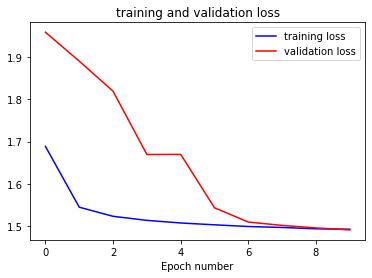 training and validation loss
training loss
validation loss
1.9
1.8
1.7
1.6
1.5
0 2 4 6 8
Epoch number